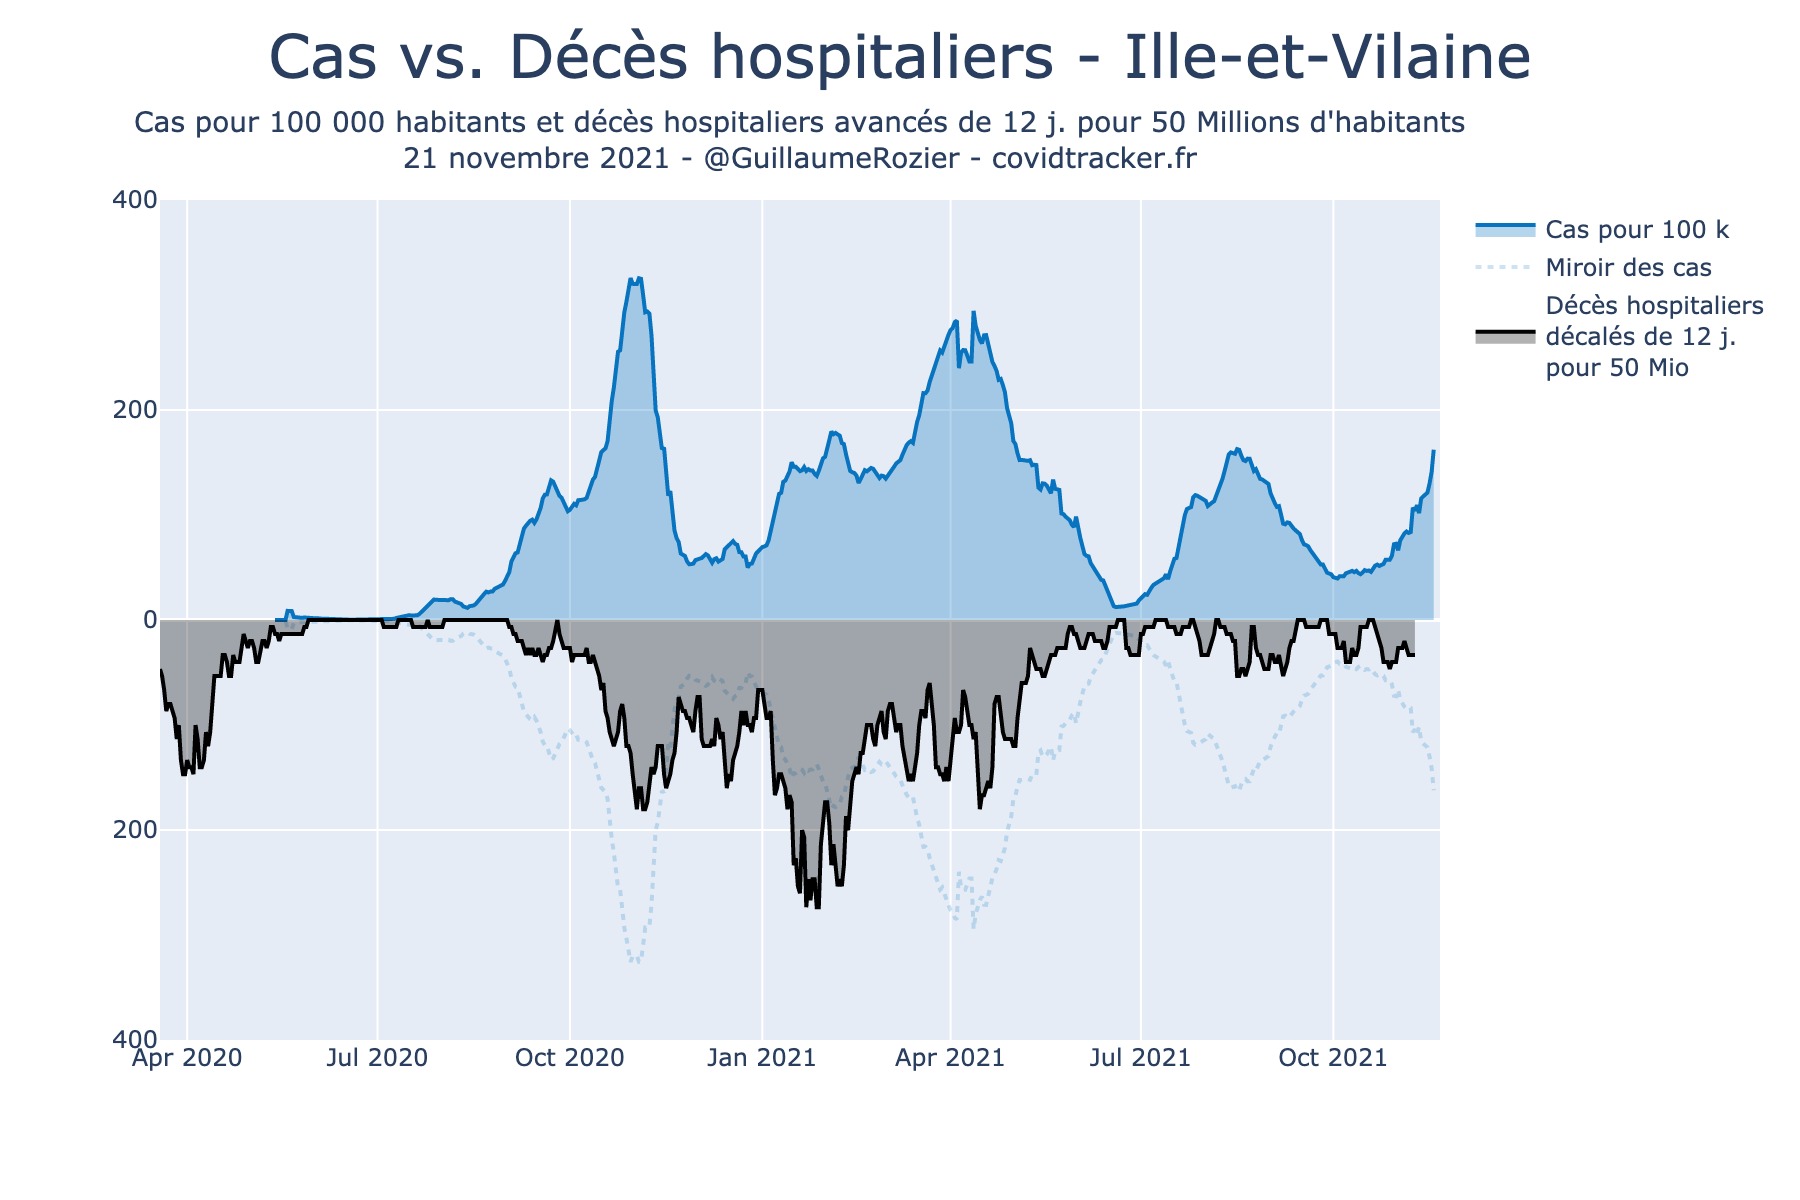 Cas vs. Décès hospitaliers - Ille-et-Vilaine
Cas pour 100 000 habitants et décès hospitaliers avancés de 12 j. pour 50 Millions d'habitants
21 novembre 2021 - @GuillaumeRozier - covidtracker.fr
400
200
0
200
400
Apr 2020
Jul 2020
Oct 2020
Jan 2021
Apr 2021
Jul 2021
Oct 2021
Cas pour 100 k
Miroir des cas
Décès hospitaliers
décalés de 12 j.
pour 50 Mio